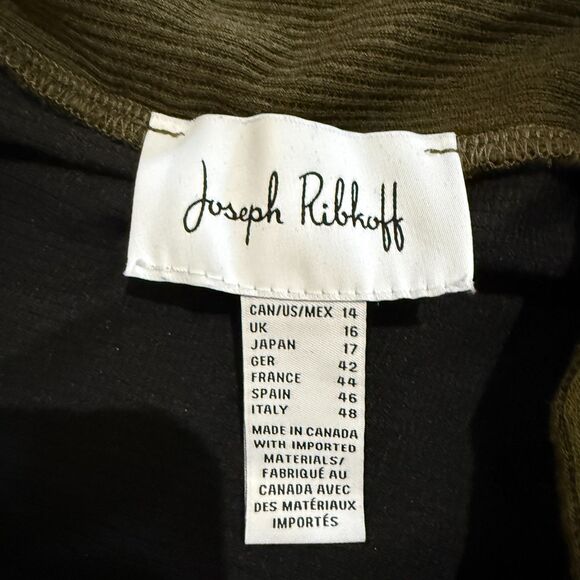 Joseph Ribkoff
CAN/US/MEX 14
UK 16
JAPAN 17
GER 42
FRANCE 44
SPAIN 46
ITALY 48
MADE IN CANADA
WITH IMPORTED
MATERIALS/
FABRIQUÉ AU
CANADA AVEC
DES MATÉRIAUX
IMPORTÉS